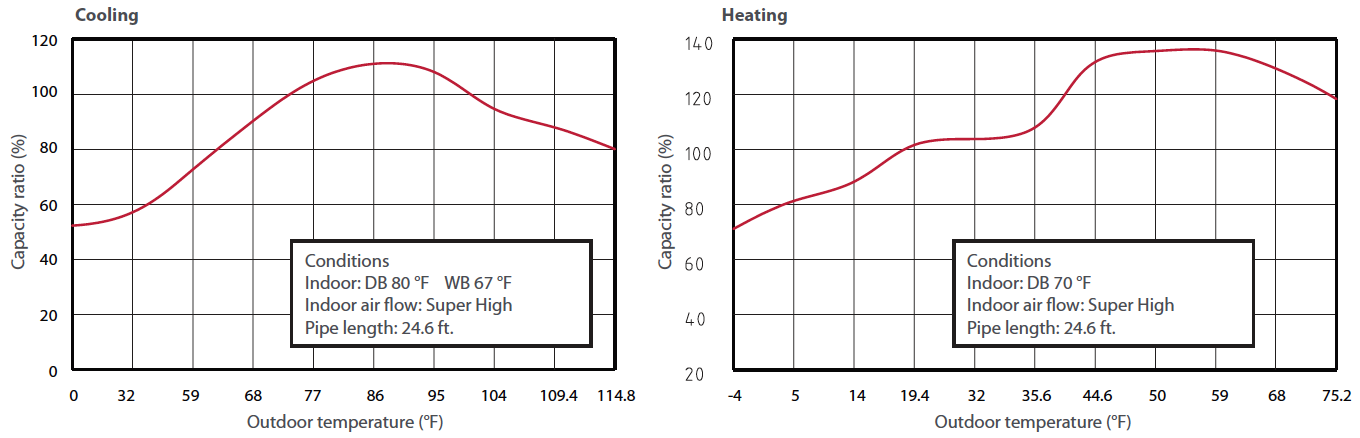 Cooling
120
100
80
60
40
20
0
Capacity ratio (%)
Conditions
Indoor: DB 80 °F WB 67 °F
Indoor air flow: Super High
Pipe length: 24.6 ft.
0 32 59 68 77 86 95 104 109.4 114.8
Outdoor temperature (°F)
Heating
140
120
100
80
60
40
20
Capacity ratio (%)
Conditions
Indoor: DB 70 °F
Indoor air flow: Super High
Pipe length: 24.6 ft.
-4 5 14 19.4 32 35.6 44.6 50 59 68 75.2
Outdoor temperature (°F)